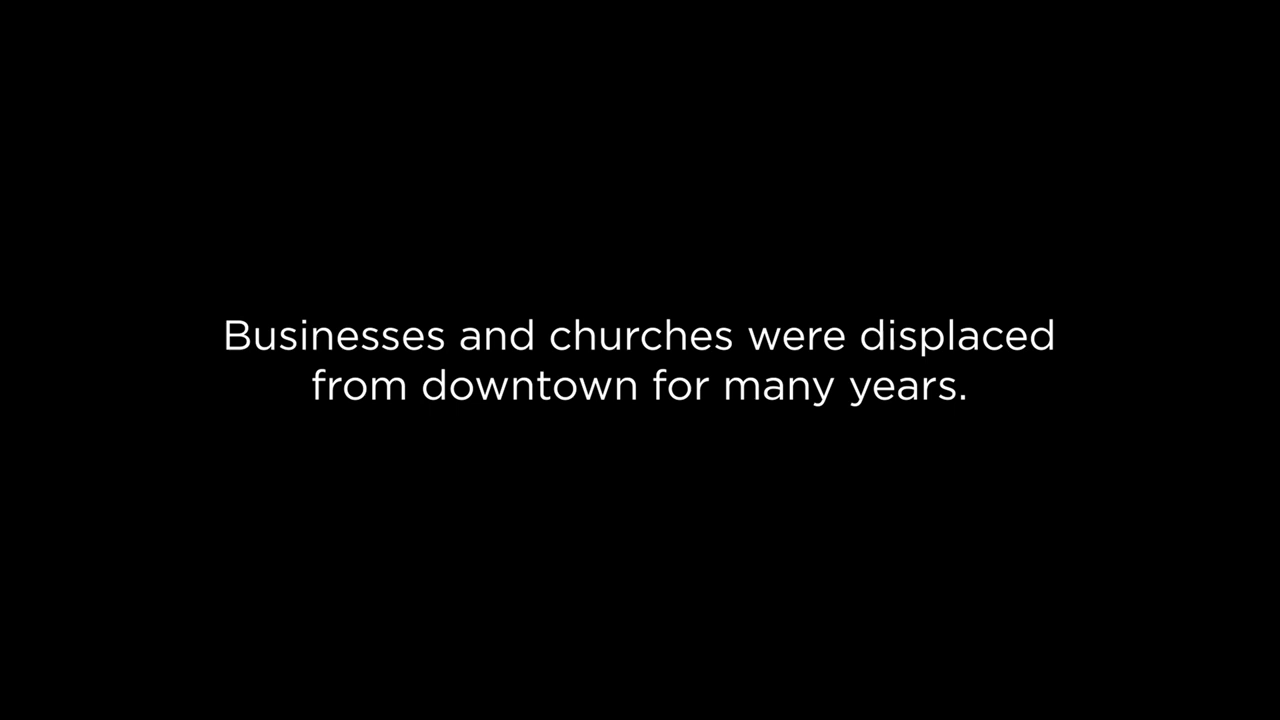 Businesses and churches were displaced
from downtown for many years.